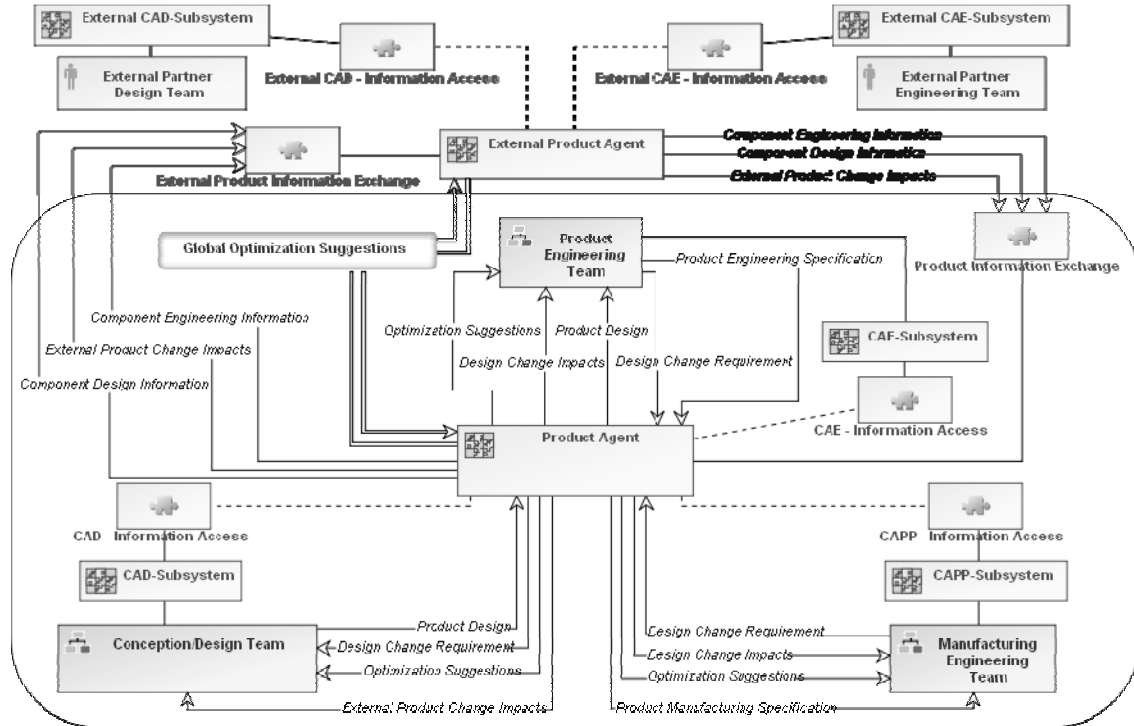 External CAD-Subsystem
External CAE-Subsystem
External CAD - Information Access
External CAE - Information Access
External Partner
Design Team
External Partner
Engineering Team
External Product Agent
Component Engineering Information
Component Design Information
External Product Change Impacts
External Product Information Exchange
Global Optimization Suggestions
Product
Engineering
Team
Product Engineering Specification
Product Information Exchange
Component Engineering Information
External Product Change Impacts
Component Design Information
Optimization Suggestions
Product Design
Design Change Impacts
Design Change Requirement
CAE-Subsystem
CAE - Information Access
Product Agent
CAD Information Access
CAPP Information Access
CAD-Subsystem
CAPP-Subsystem
Conception/Design Team
Product Design
Design Change Requirement
Optimization Suggestions
External Product Change Impacts
Design Change Requirement
Design Change Impacts
Optimization Suggestions
Product Manufacturing Specification
Manufacturing
Engineering
Team